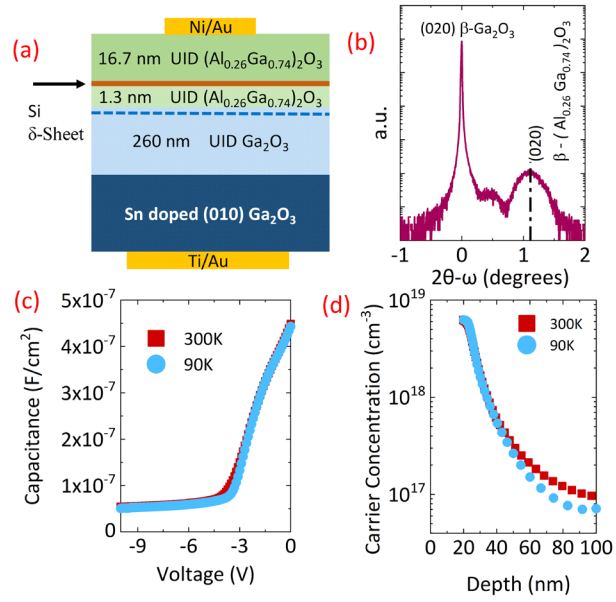 (a)
Ni/Au
16.7 nm UID (Al0.26Ga0.74)2O3
1.3 nm UID (Al0.26Ga0.74)2O3
Si
δ-Sheet
260 nm UID Ga2O3
Sn doped (010) Ga2O3
Ti/Au
(b)
(020) β-Ga2O3
(020)
β - ( Al0.26 Ga0.74 )2O3
a.u.
-1 0 1 2
2θ-ω (degrees)
(c)
5x10-7
4x10-7
3x10-7
2x10-7
1x10-7
0
300K
90K
Capacitance (F/cm2)
-9 -6 -3 0
Voltage (V)
(d)
1019
1018
1017
300K
90K
Carrier Concentration (cm-3)
0 20 40 60 80 100
Depth (nm)